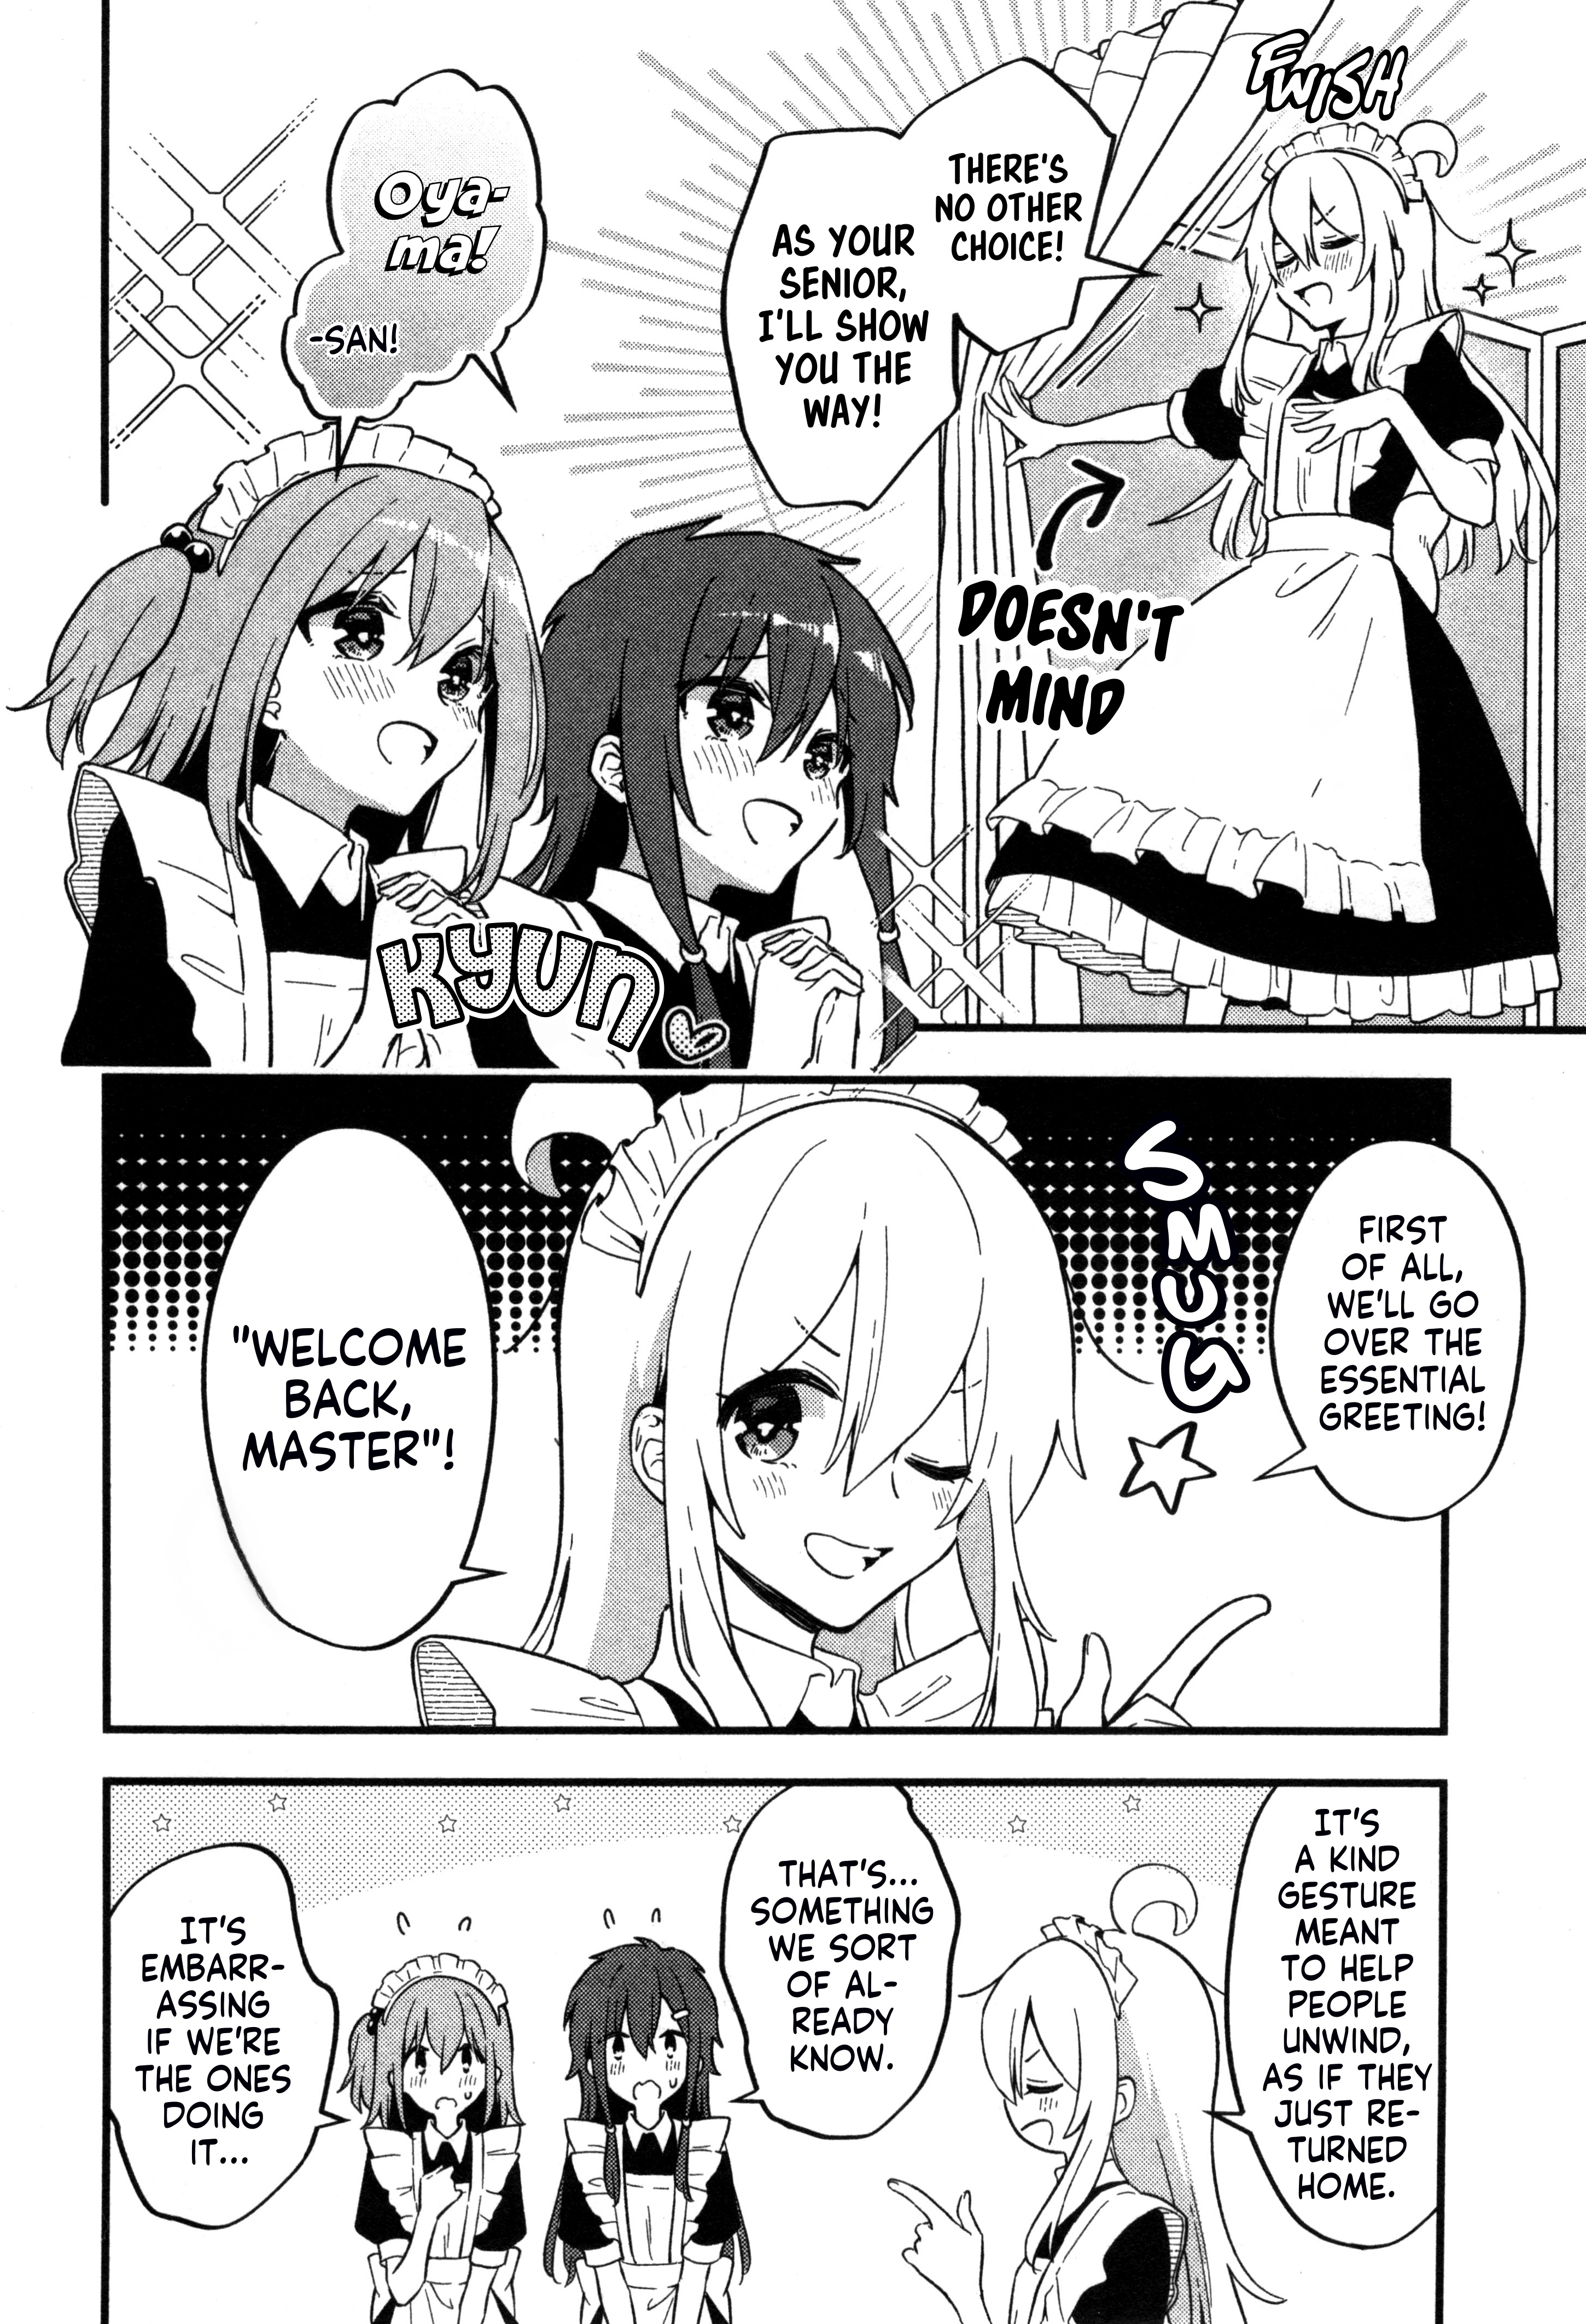 FWISH
THERE'S
NO OTHER
CHOICE!
AS YOUR
SENIOR,
I'LL SHOW
YOU THE
WAY!
DOESN'T
MIND
Oya-
ma!
-SAN!
KYUN
FIRST
OF ALL,
WE'LL GO
OVER THE
ESSENTIAL
GREETING!
SMUG
"WELCOME
BACK,
MASTER"!
IT'S
A KIND
GESTURE
MEANT
TO HELP
PEOPLE
UNWIND,
AS IF THEY
JUST RE-
TURNED
HOME.
THAT'S...
SOMETHING
WE SORT
OF AL-
READY
KNOW.
IT'S
EMBARR-
ASSING
IF WE'RE
THE ONES
DOING
IT...